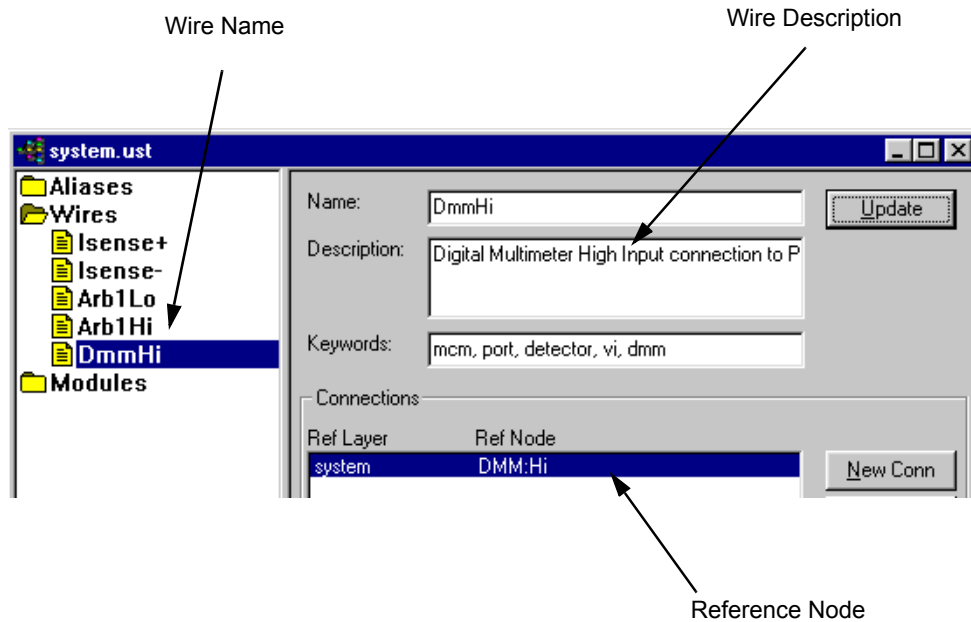 Wire Name
Wire Description
system.ust
Aliases
Wires
Isense+
Isense-
Arb1Lo
Arb1Hi
DmmHi
Modules
Name: DmmHi
Update
Description: Digital Multimeter High Input connection to P
Keywords: mcm, port, detector, vi, dmm
Connections
Ref Layer Ref Node
system DMM:Hi
New Conn
Reference Node